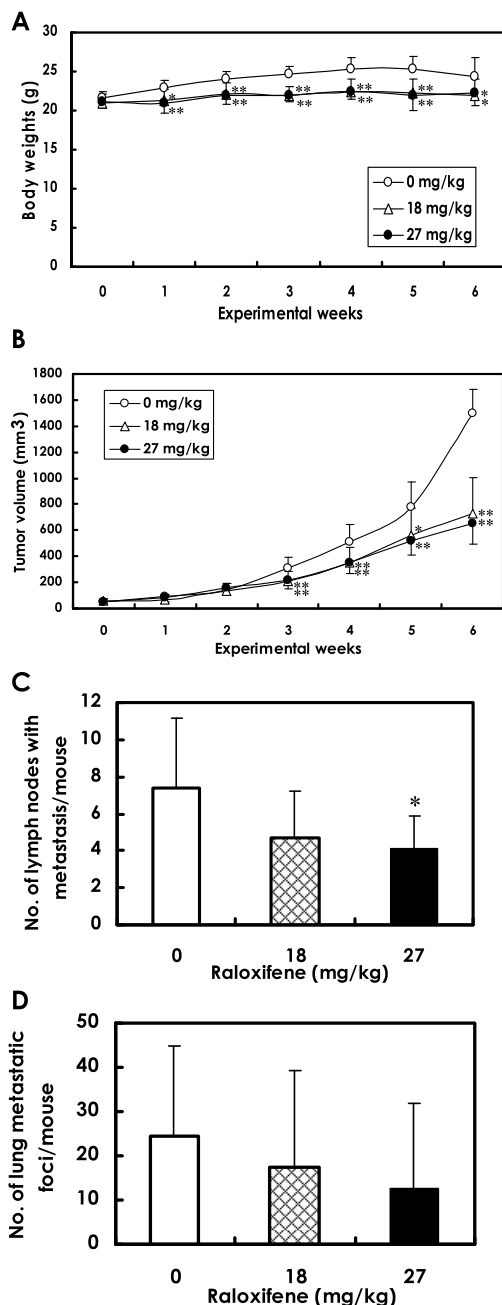 A
30
25
20
15
10
5
0
Body weights (g)
* ** ** ** ** ** *
** ** ** ** ** *
0 mg/kg
18 mg/kg
27 mg/kg
0 1 2 3 4 5 6
Experimental weeks
B
1800
1600
1400
1200
1000
800
600
400
200
0
Tumor volume (mm3)
0 mg/kg
18 mg/kg
27 mg/kg
** ** * **
** ** ** **
0 1 2 3 4 5 6
Experimental weeks
C
12
10
8
6
4
2
0
No. of lymph nodes with
metastasis/mouse
*
0 18 27
Raloxifene (mg/kg)
D
50
40
30
20
10
0
No. of lung metastatic
foci/mouse
0 18 27
Raloxifene (mg/kg)